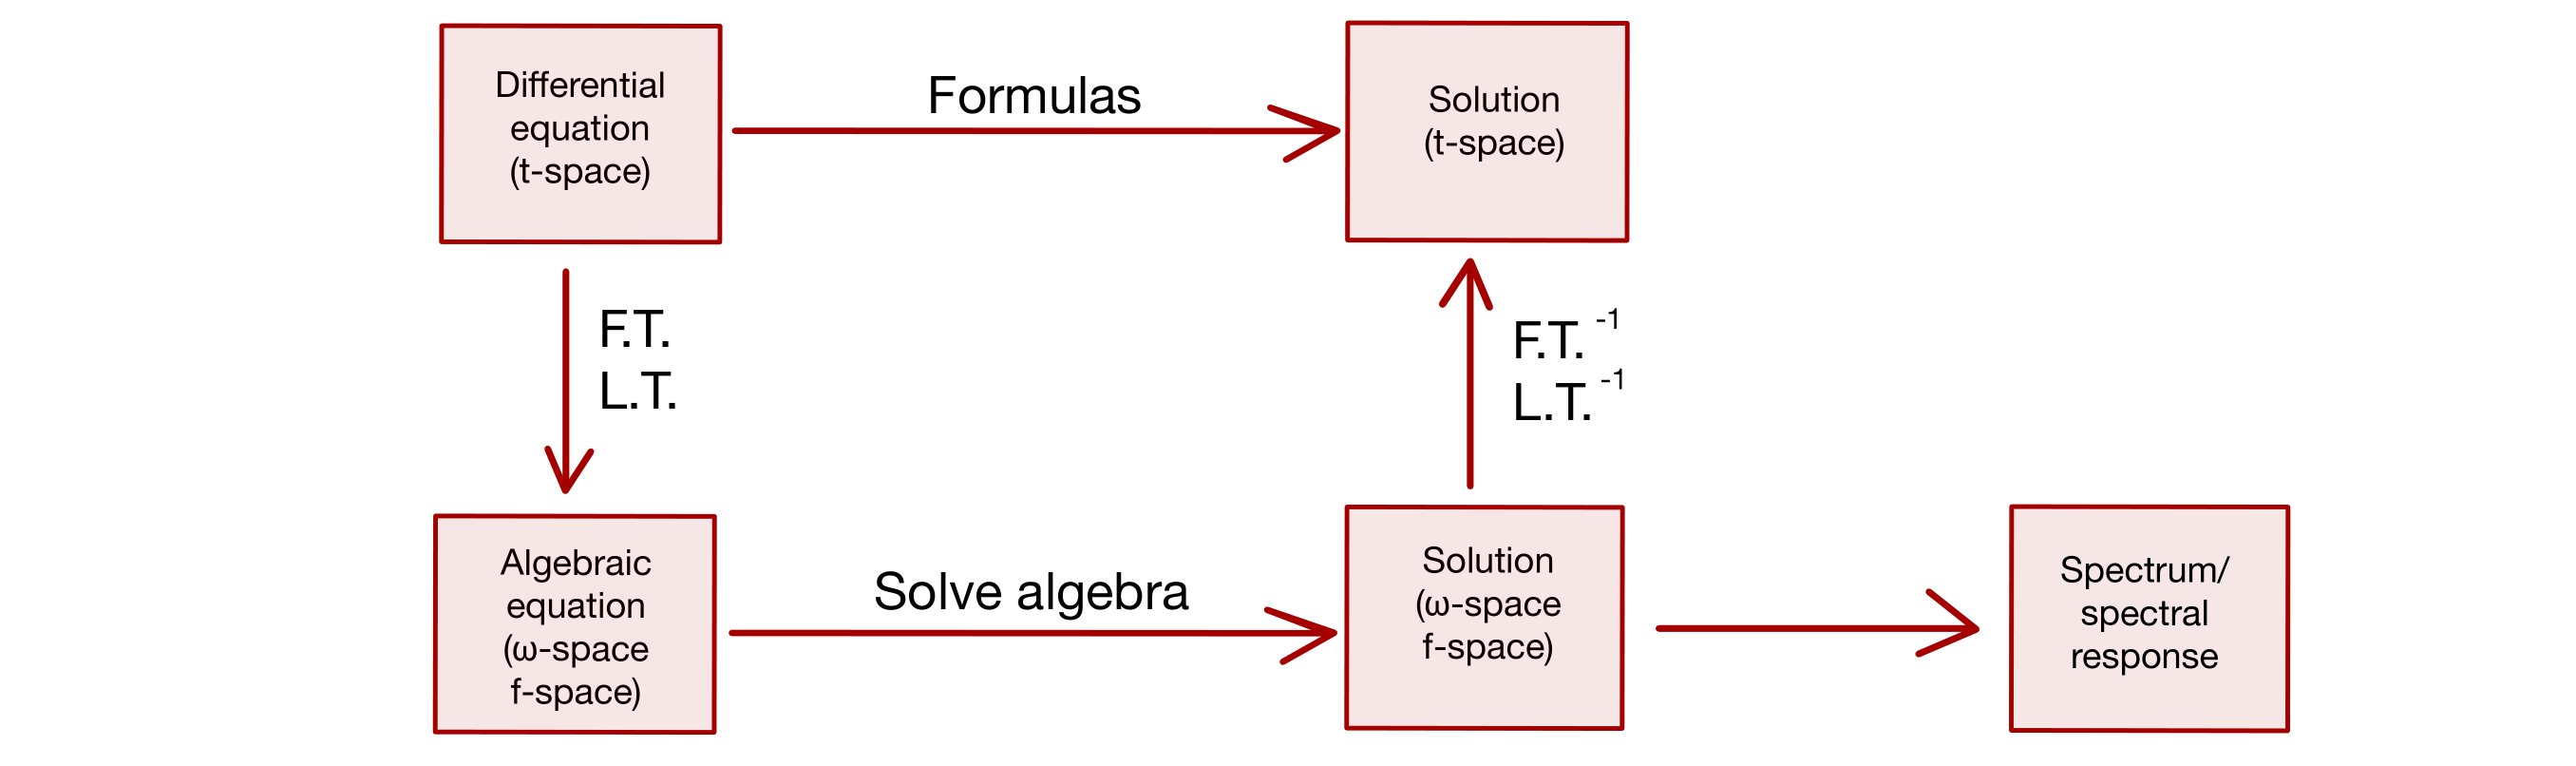 Differential
equation
(t-space)
Formulas
Solution
(t-space)
F.T.
L.T.
F.T. -1
L.T. -1
Algebraic
equation
(ω-space
f-space)
Solve algebra
Solution
(ω-space
f-space)
Spectrum/
spectral
response